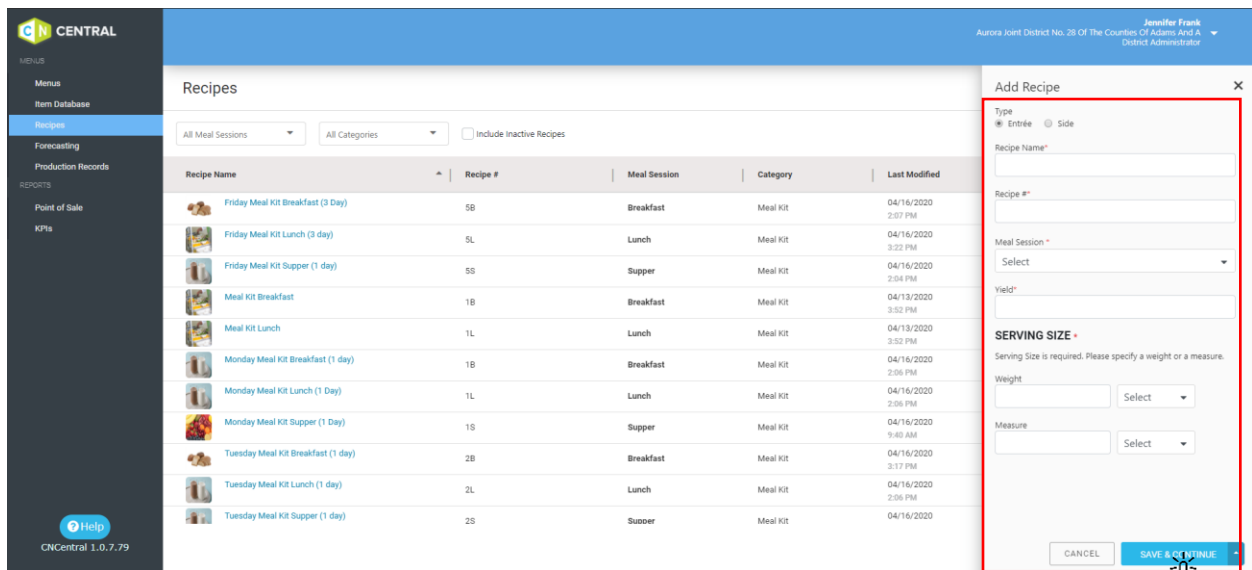 CN CENTRAL
Jennifer Frank
Aurora Joint District No. 28 Of The Counties Of Adams And A
District Administrator
MENUS
Menus
Item Database
Recipes
Forecasting
Production Records
REPORTS
Point of Sale
KPIs
?Help
CNCentral 1.0.7.79
Recipes
All Meal Sessions All Categories Include Inactive Recipes
Recipe Name Recipe # Meal Session Category Last Modified
Friday Meal Kit Breakfast (3 Day) 5B Breakfast Meal Kit 04/16/2020
2:07 PM
Friday Meal Kit Lunch (3 day) 5L Lunch Meal Kit 04/16/2020
3:22 PM
Friday Meal Kit Supper (1 day) 5S Supper Meal Kit 04/16/2020
2:04 PM
Meal Kit Breakfast 1B Breakfast Meal Kit 04/13/2020
3:52 PM
Meal Kit Lunch 1L Lunch Meal Kit 04/13/2020
3:52 PM
Monday Meal Kit Breakfast (1 day) 1B Breakfast Meal Kit 04/16/2020
2:06 PM
Monday Meal Kit Lunch (1 Day) 1L Lunch Meal Kit 04/16/2020
2:06 PM
Monday Meal Kit Supper (1 Day) 1S Supper Meal Kit 04/16/2020
9:40 AM
Tuesday Meal Kit Breakfast (1 day) 2B Breakfast Meal Kit 04/16/2020
3:17 PM
Tuesday Meal Kit Lunch (1 day) 2L Lunch Meal Kit 04/16/2020
2:06 PM
Tuesday Meal Kit Supper (1 day) 2S Supper Meal Kit 04/16/2020
Add Recipe
Type
Entrée Side
Recipe Name*
Recipe #*
Meal Session *
Select
Yield*
SERVING SIZE *
Serving Size is required. Please specify a weight or a measure.
Weight
Select
Measure
Select
CANCEL SAVE & CONTINUE